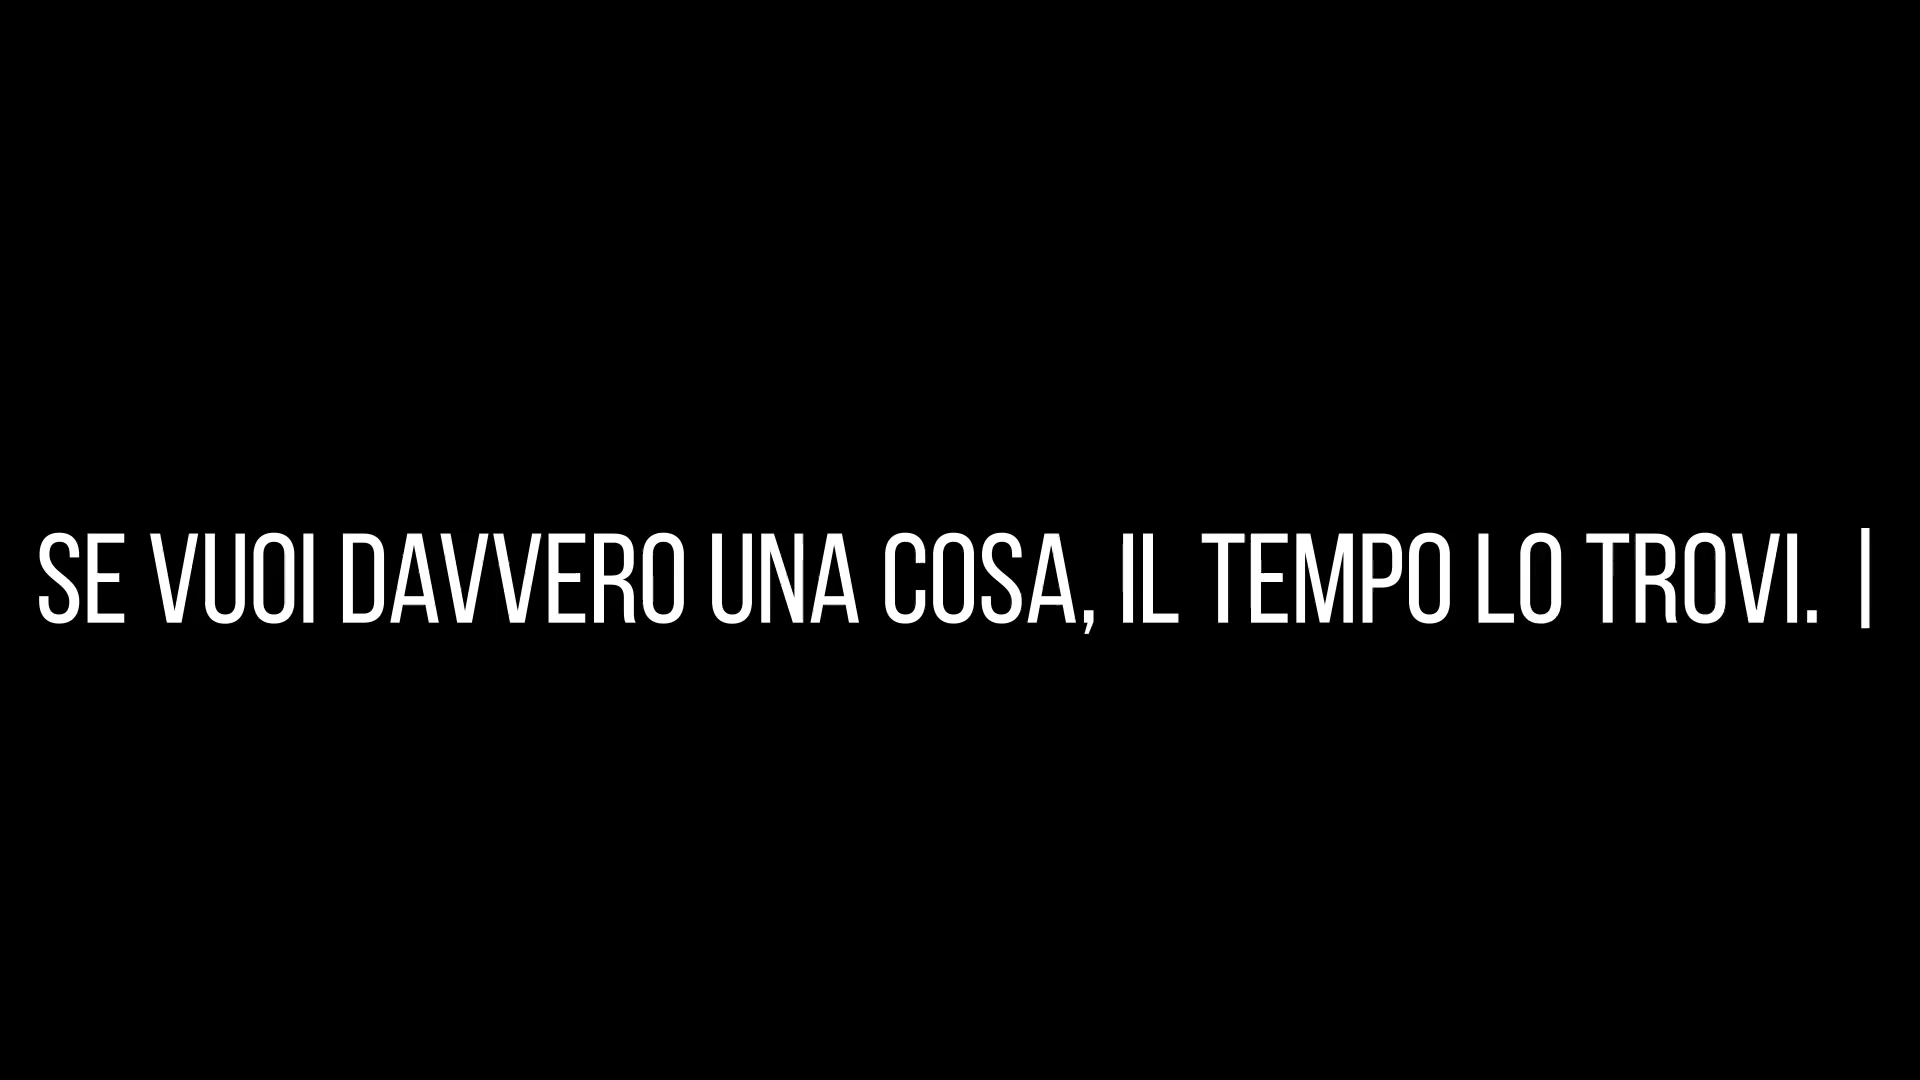 SE VUOI DAVVERO UNA COSA, IL TEMPO LO TROVI. |